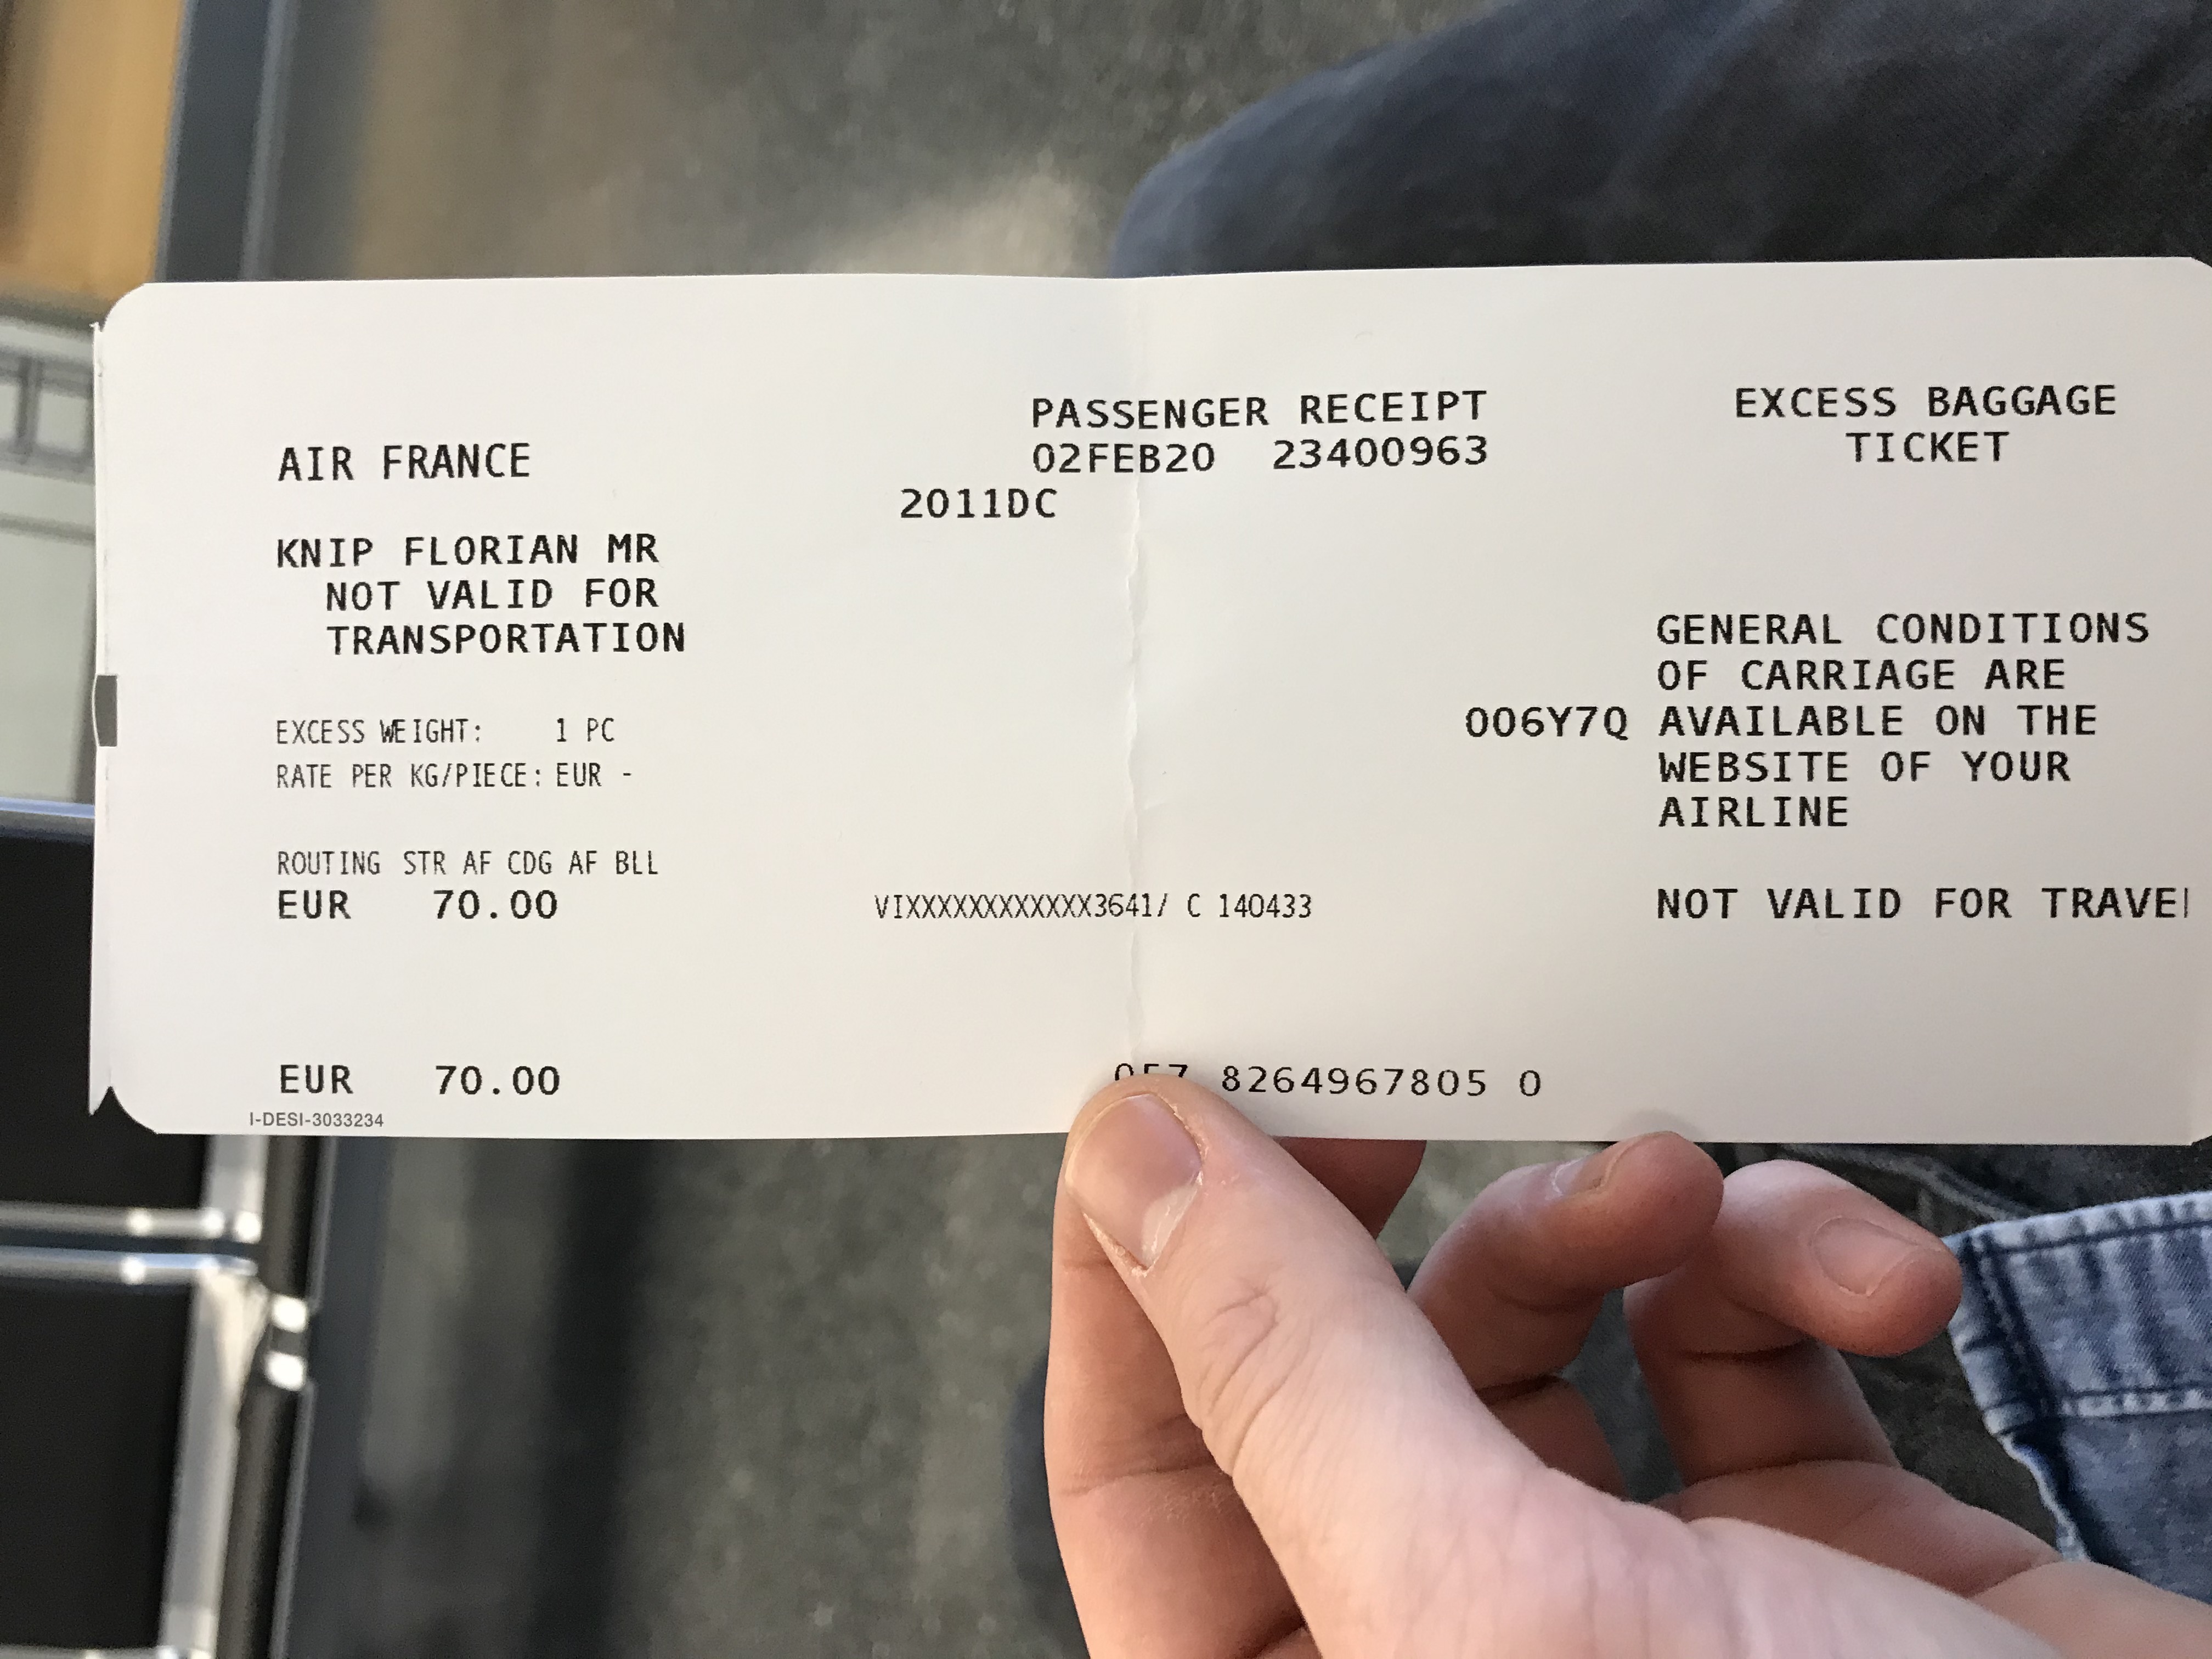 PASSENGER RECEIPT EXCESS BAGGAGE
AIR FRANCE 02FEB20 23400963 TICKET
2011DC
KNIP FLORIAN MR
NOT VALID FOR
TRANSPORTATION
GENERAL CONDITIONS
OF CARRIAGE ARE
EXCESS WEIGHT: 1 PC 006Y7Q AVAILABLE ON THE
RATE PER KG/PIECE: EUR - WEBSITE OF YOUR
AIRLINE
ROUTING STR AF CDG AF BLL
EUR 70.00 VIXXXXXXXXXXXX3641/ C 140433 NOT VALID FOR
EUR 70.00 8264967805 0
I-DESI-3033234